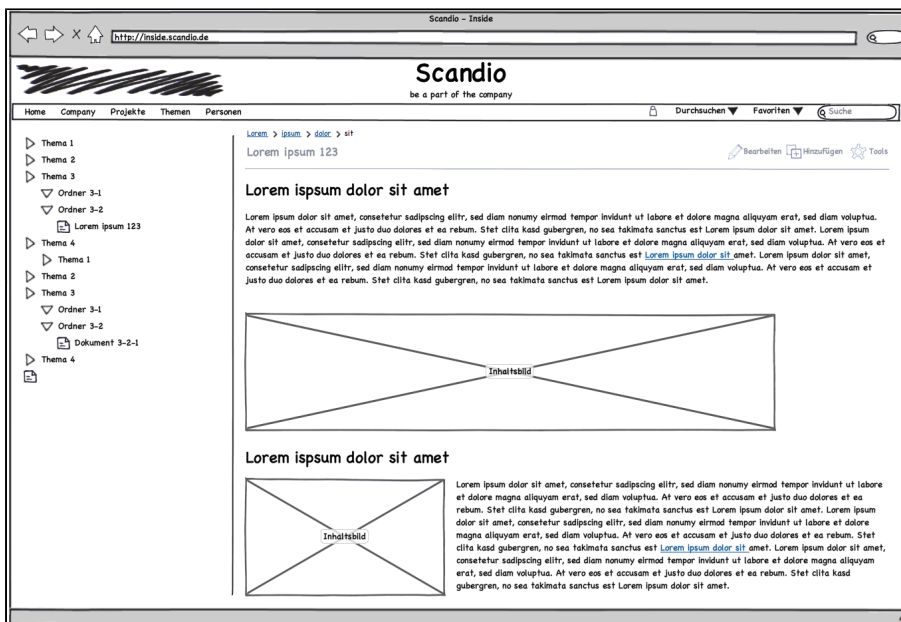 Scandio - Inside
http://inside.scandio.de
Scandio
be a part of the company
Home Company Projekte Themen Personen Durchsuchen Favoriten Suche
Thema 1
Thema 2
Thema 3
Ordner 3-1
Ordner 3-2
Lorem ipsum 123
Thema 4
Thema 1
Thema 2
Thema 3
Ordner 3-1
Ordner 3-2
Dokument 3-2-1
Thema 4
Lorem > ipsum > dolor > sit
Lorem ipsum 123 Bearbeiten Hinzufügen Tools
Lorem ispsum dolor sit amet
Lorem ipsum dolor sit amet, consetetur sadipscing elitr, sed diam nonumy eirmod tempor invidunt ut labore et dolore magna aliquyam erat, sed diam voluptua.
At vero eos et accusam et justo duo dolores et ea rebum. Stet clita kasd gubergren, no sea takimata sanctus est Lorem ipsum dolor sit amet. Lorem ipsum
dolor sit amet, consetetur sadipscing elitr, sed diam nonumy eirmod tempor invidunt ut labore et dolore magna aliquyam erat, sed diam voluptua. At vero eos et
accusam et justo duo dolores et ea rebum. Stet clita kasd gubergren, no sea takimata sanctus est Lorem ipsum dolor sit amet. Lorem ipsum dolor sit amet,
consetetur sadipscing elitr, sed diam nonumy eirmod tempor invidunt ut labore et dolore magna aliquyam erat, sed diam voluptua. At vero eos et accusam et
justo duo dolores et ea rebum. Stet clita kasd gubergren, no sea takimata sanctus est Lorem ipsum dolor sit amet.
Inhaltsbild
Lorem ispsum dolor sit amet
Inhaltsbild
Lorem ipsum dolor sit amet, consetetur sadipscing elitr, sed diam nonumy eirmod tempor invidunt ut labore
et dolore magna aliquyam erat, sed diam voluptua. At vero eos et accusam et justo duo dolores et ea
rebum. Stet clita kasd gubergren, no sea takimata sanctus est Lorem ipsum dolor sit amet. Lorem ipsum
dolor sit amet, consetetur sadipscing elitr, sed diam nonumy eirmod tempor invidunt ut labore et dolore
magna aliquyam erat, sed diam voluptua. At vero eos et accusam et justo duo dolores et ea rebum. Stet
clita kasd gubergren, no sea takimata sanctus est Lorem ipsum dolor sit amet. Lorem ipsum dolor sit amet,
consetetur sadipscing elitr, sed diam nonumy eirmod tempor invidunt ut labore et dolore magna aliquyam
erat, sed diam voluptua. At vero eos et accusam et justo duo dolores et ea rebum. Stet clita kasd
gubergren, no sea takimata sanctus est Lorem ipsum dolor sit amet.